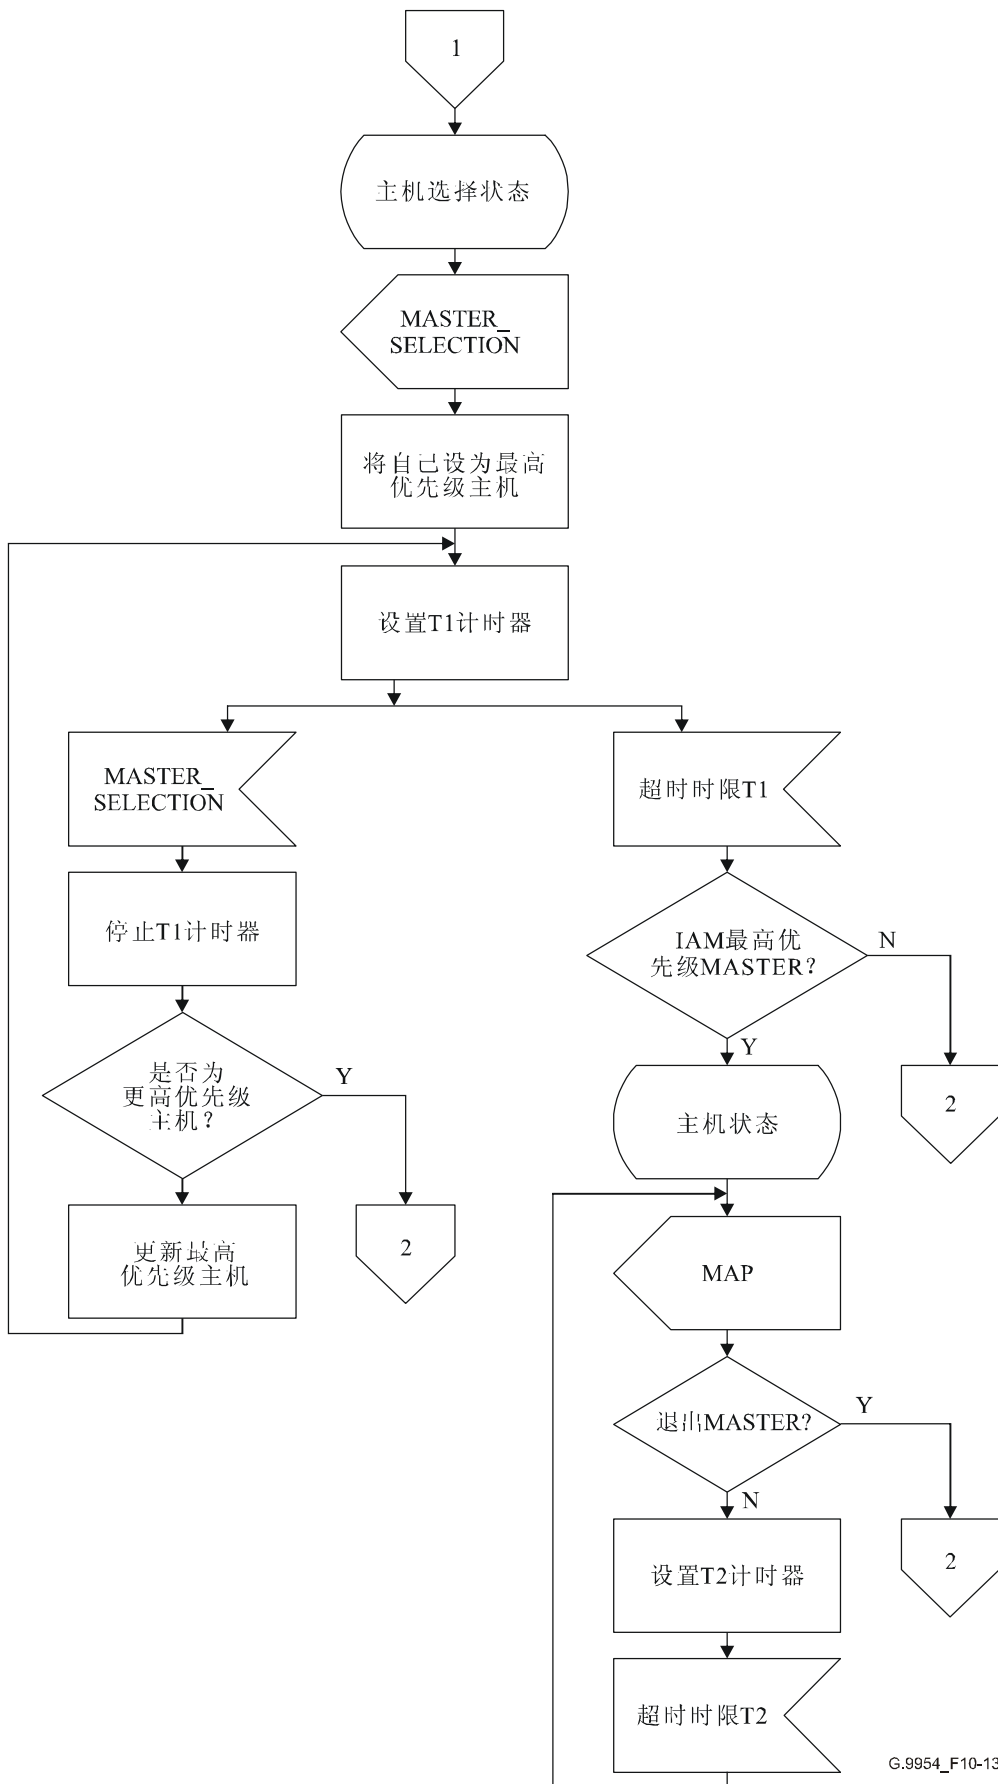 1
主机选择状态
MASTER_
SELECTION
将自己设为最高
优先级主机
设置T1计时器
MASTER_
SELECTION
超时时限T1
停止T1计时器
IAM最高优
先级MASTER?
N
Y
2
是否为
更高优先级
主机?
Y
2
主机状态
更新最高
优先级主机
MAP
退出MASTER?
Y
N
2
设置T2计时器
超时时限T2
G.9954_F10-13